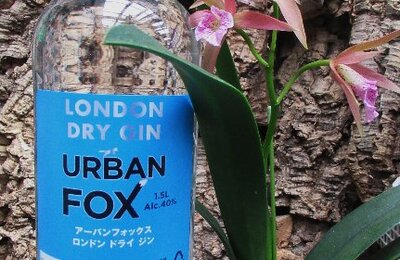 LONDON
DRY GIN
URBAN
FOX
1.5L
Alc.40%
アーバンフォックス
ロンドン ドライ ジン